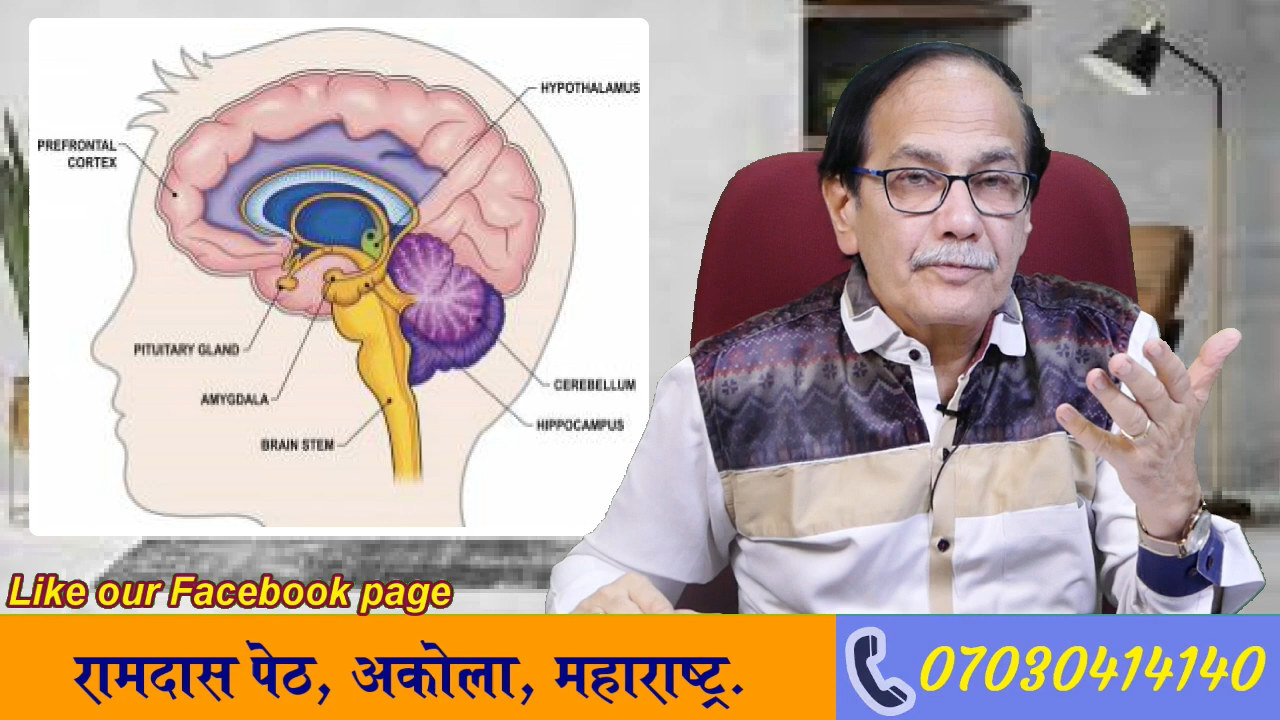 HYPOTHALAMUS
PREFRONTAL
CORTEX
PITUITARY GLAND
AMYGDALA
BRAIN STEM
CEREBELLUM
HIPPOCAMPUS
Like our Facebook page
रामदास पेठ, अकोला, महाराष्ट्र.
07030414140